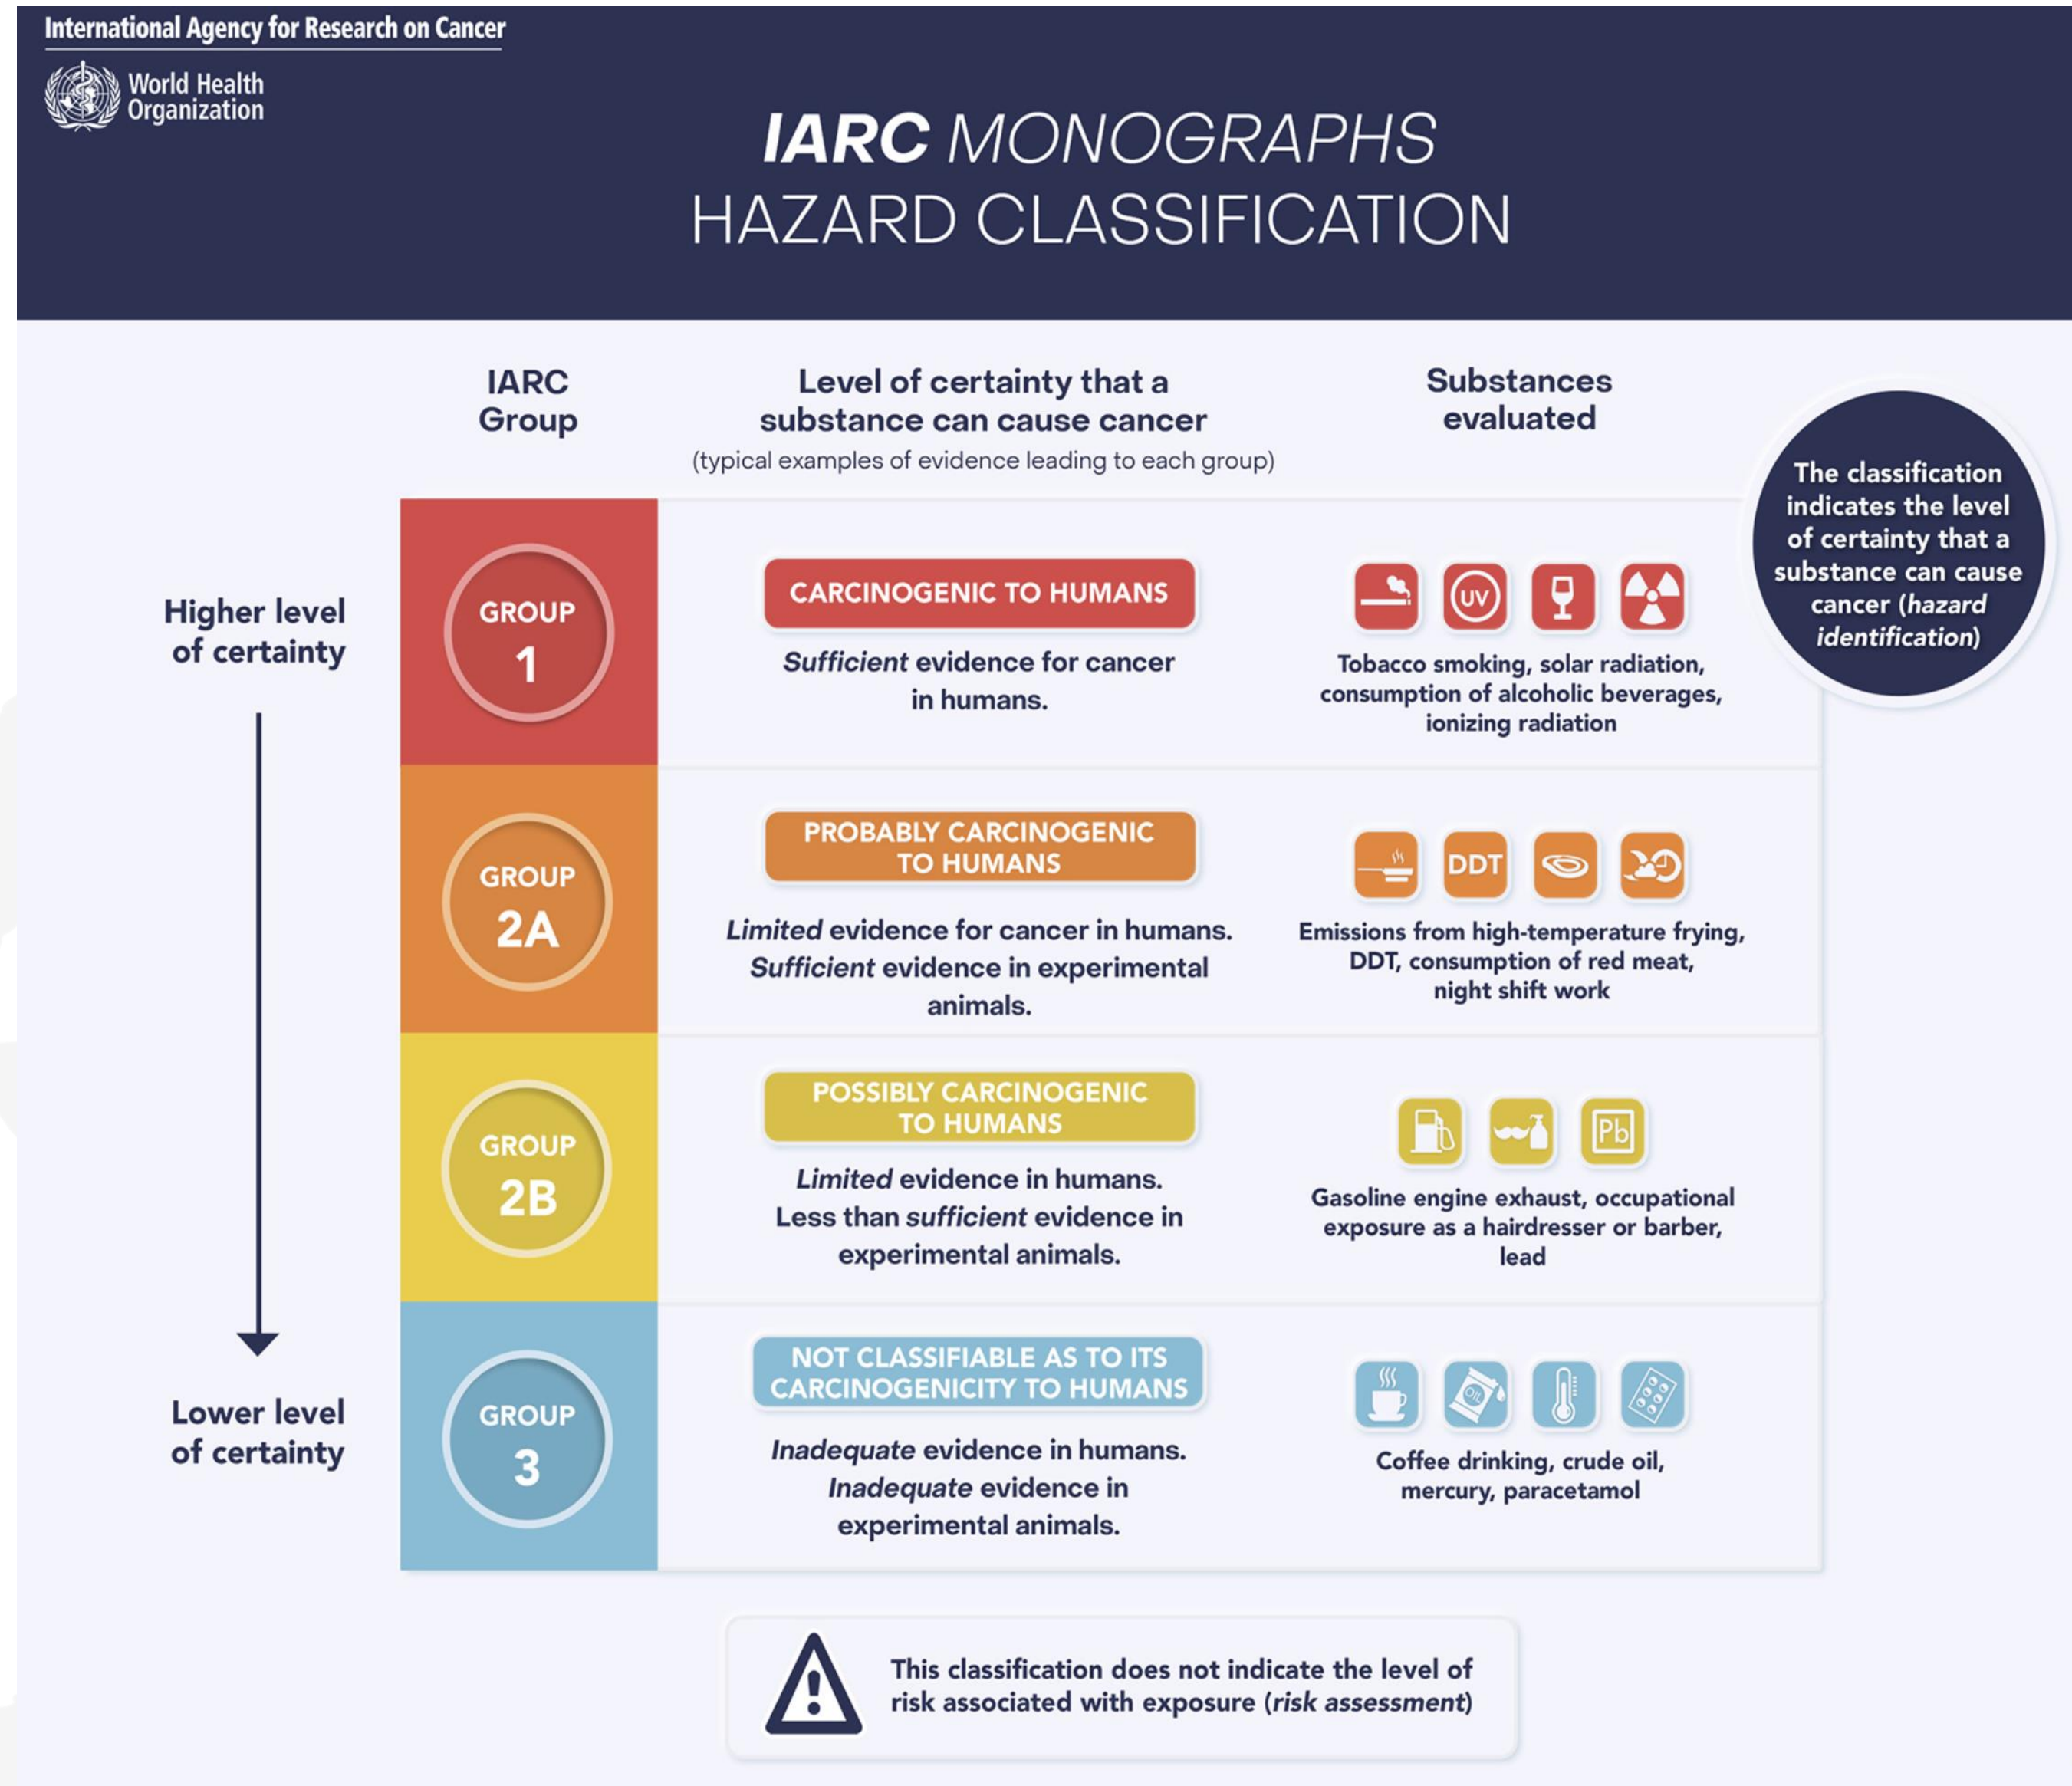 International Agency for Research on Cancer
World Health
Organization
IARC MONOGRAPHS
HAZARD CLASSIFICATION
IARC
Group
Level of certainty that a
substance can cause cancer
(typical examples of evidence leading to each group)
Substances
evaluated
The classification
indicates the level
of certainty that a
substance can cause
cancer (hazard
identification)
Higher level
of certainty
GROUP
1
CARCINOGENIC TO HUMANS
Sufficient evidence for cancer
in humans.
UV
Tobacco smoking, solar radiation,
consumption of alcoholic beverages,
ionizing radiation
GROUP
2A
PROBABLY CARCINOGENIC
TO HUMANS
Limited evidence for cancer in humans.
Sufficient evidence in experimental
animals.
DDT
Emissions from high-temperature frying,
DDT, consumption of red meat,
night shift work
GROUP
2B
POSSIBLY CARCINOGENIC
TO HUMANS
Limited evidence in humans.
Less than sufficient evidence in
experimental animals.
Pb
Gasoline engine exhaust, occupational
exposure as a hairdresser or barber,
lead
Lower level
of certainty
GROUP
3
NOT CLASSIFIABLE AS TO ITS
CARCINOGENICITY TO HUMANS
Inadequate evidence in humans.
Inadequate evidence in
experimental animals.
OIL
Coffee drinking, crude oil,
mercury, paracetamol
This classification does not indicate the level of
risk associated with exposure (risk assessment)